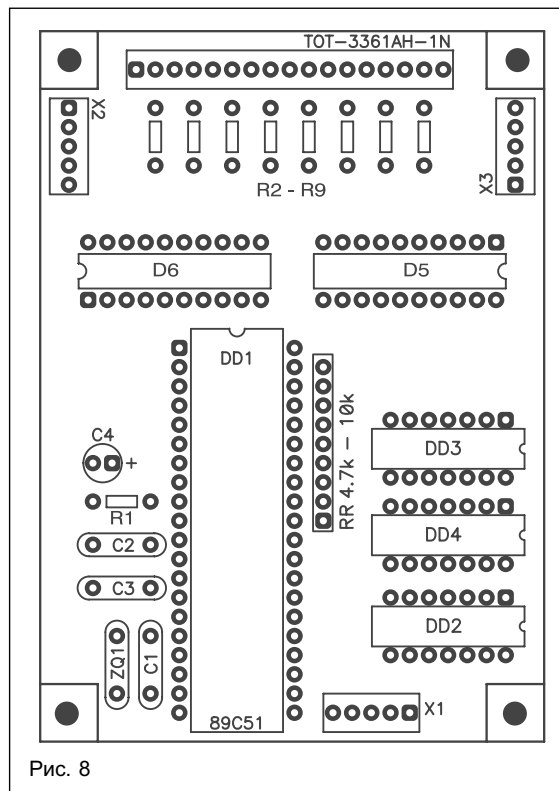 TOT-3361AH-1N
X2
X3
R2 - R9
D6
D5
DD1
RR 4.7k - 10k
C4
+
DD3
R1
C2
DD4
C3
ZQ1
C1
DD2
89C51
X1
Рис. 8